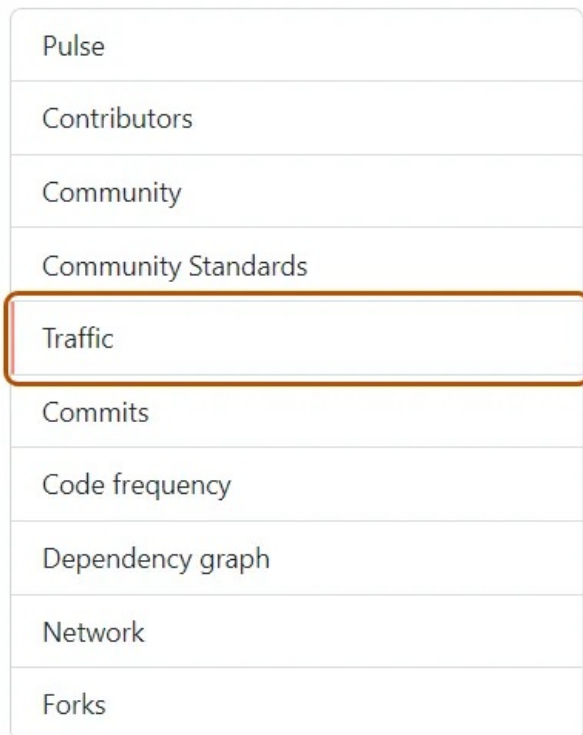 Pulse
Contributors
Community
Community Standards
Traffic
Commits
Code frequency
Dependency graph
Network
Forks